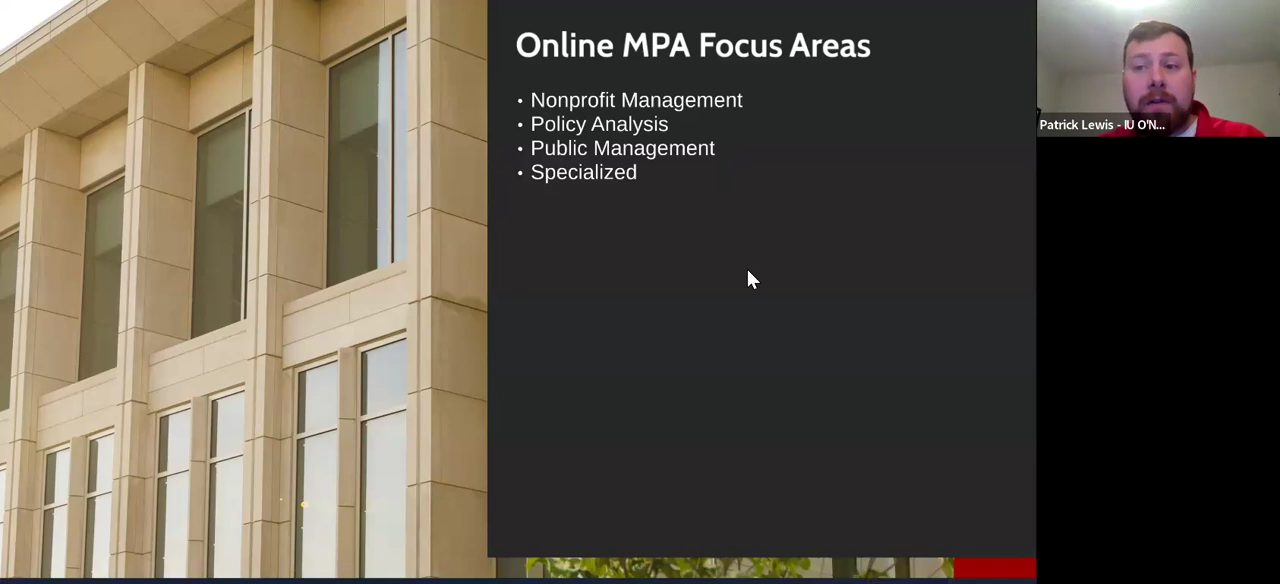 Online MPA Focus Areas
• Nonprofit Management
• Policy Analysis
• Public Management
• Specialized
Patrick Lewis - IU O'N...